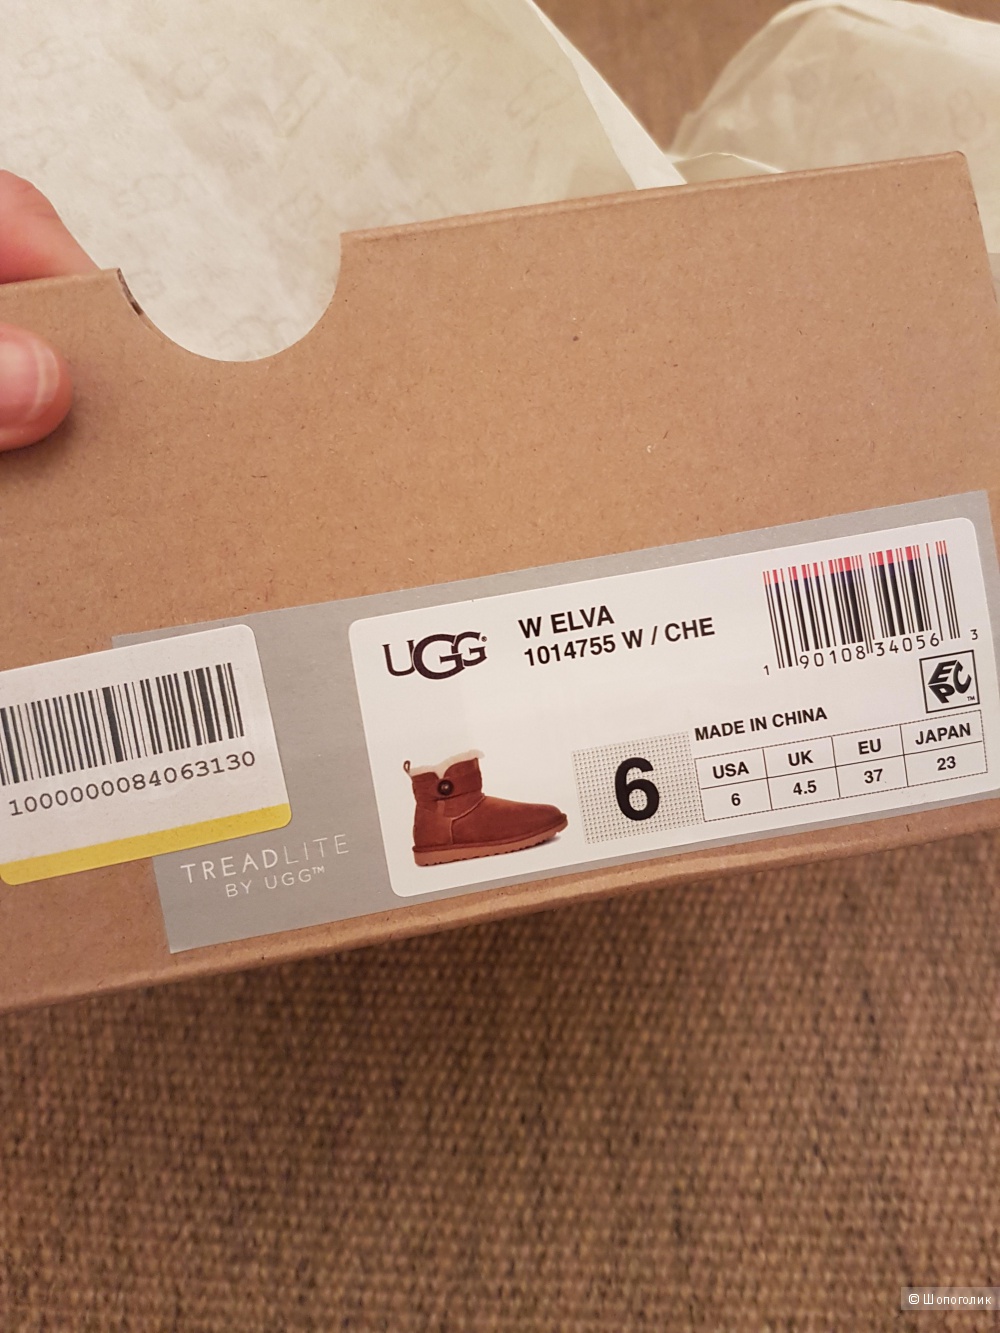 UGG®
W ELVA
1014755 W / CHE
1 90108 34056 3
EPC™
MADE IN CHINA
6
USA UK EU JAPAN
6 4.5 37 23
1000000084063130
TREADLITE
BY UGG™
© Шопоголик